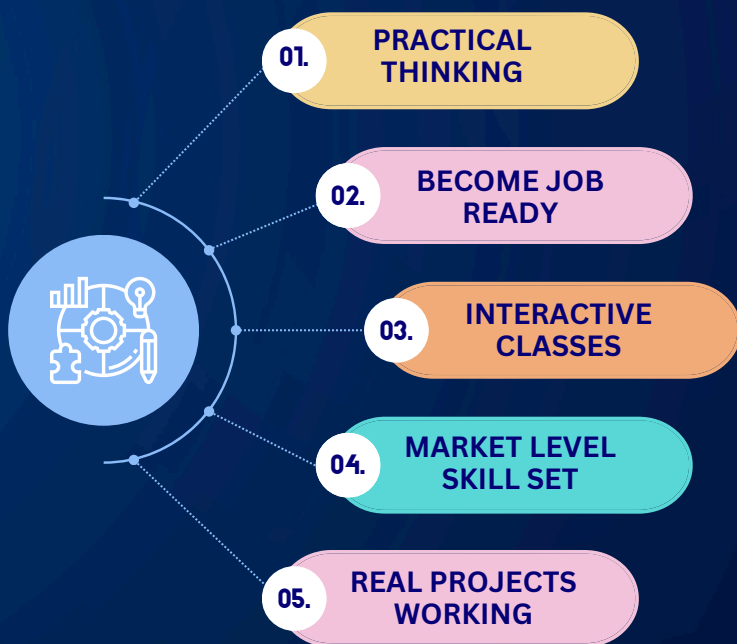 01.
PRACTICAL
THINKING
02.
BECOME JOB
READY
03.
INTERACTIVE
CLASSES
04.
MARKET LEVEL
SKILL SET
05.
REAL PROJECTS
WORKING